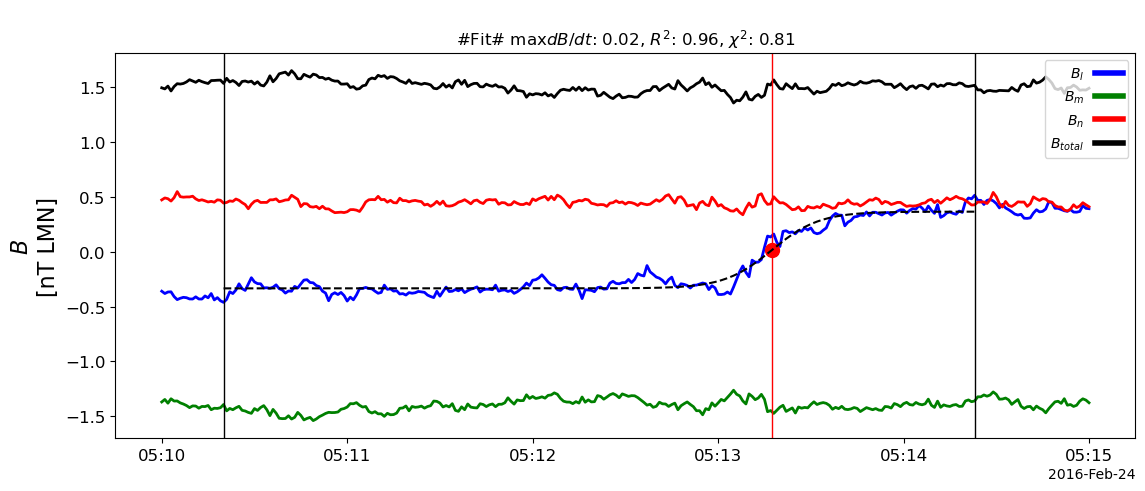 #Fit# maxdB/dt: 0.02, R²: 0.96, χ²: 0.81
B
[nT LMN]
1.5
1.0
0.5
0.0
−0.5
−1.0
−1.5
B_l
B_m
B_n
B_total
05:10
05:11
05:12
05:13
05:14
05:15
2016-Feb-24